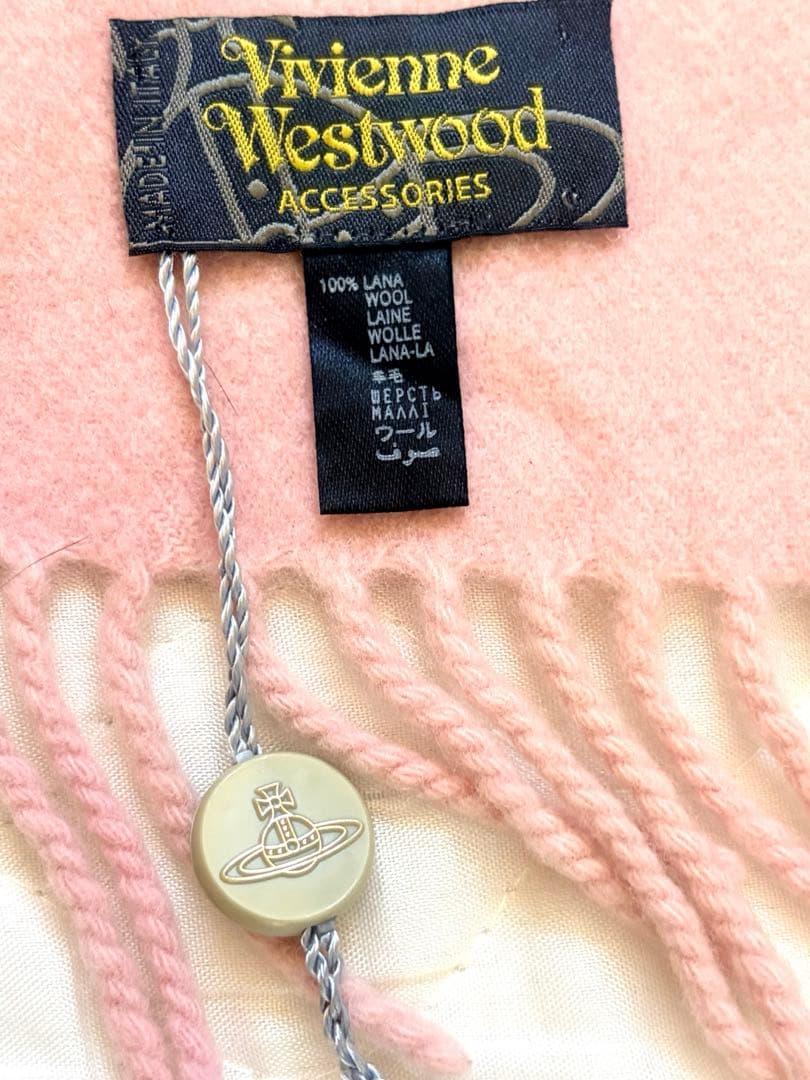 Vivienne
Westwood
ACCESSORIES
MADE IN ITALY
100% LANA
WOOL
LAINE
WOLLE
LANA-LA
羊毛
ШЕРСТЬ
ΜΑΛΛΙ
ウール
صوف